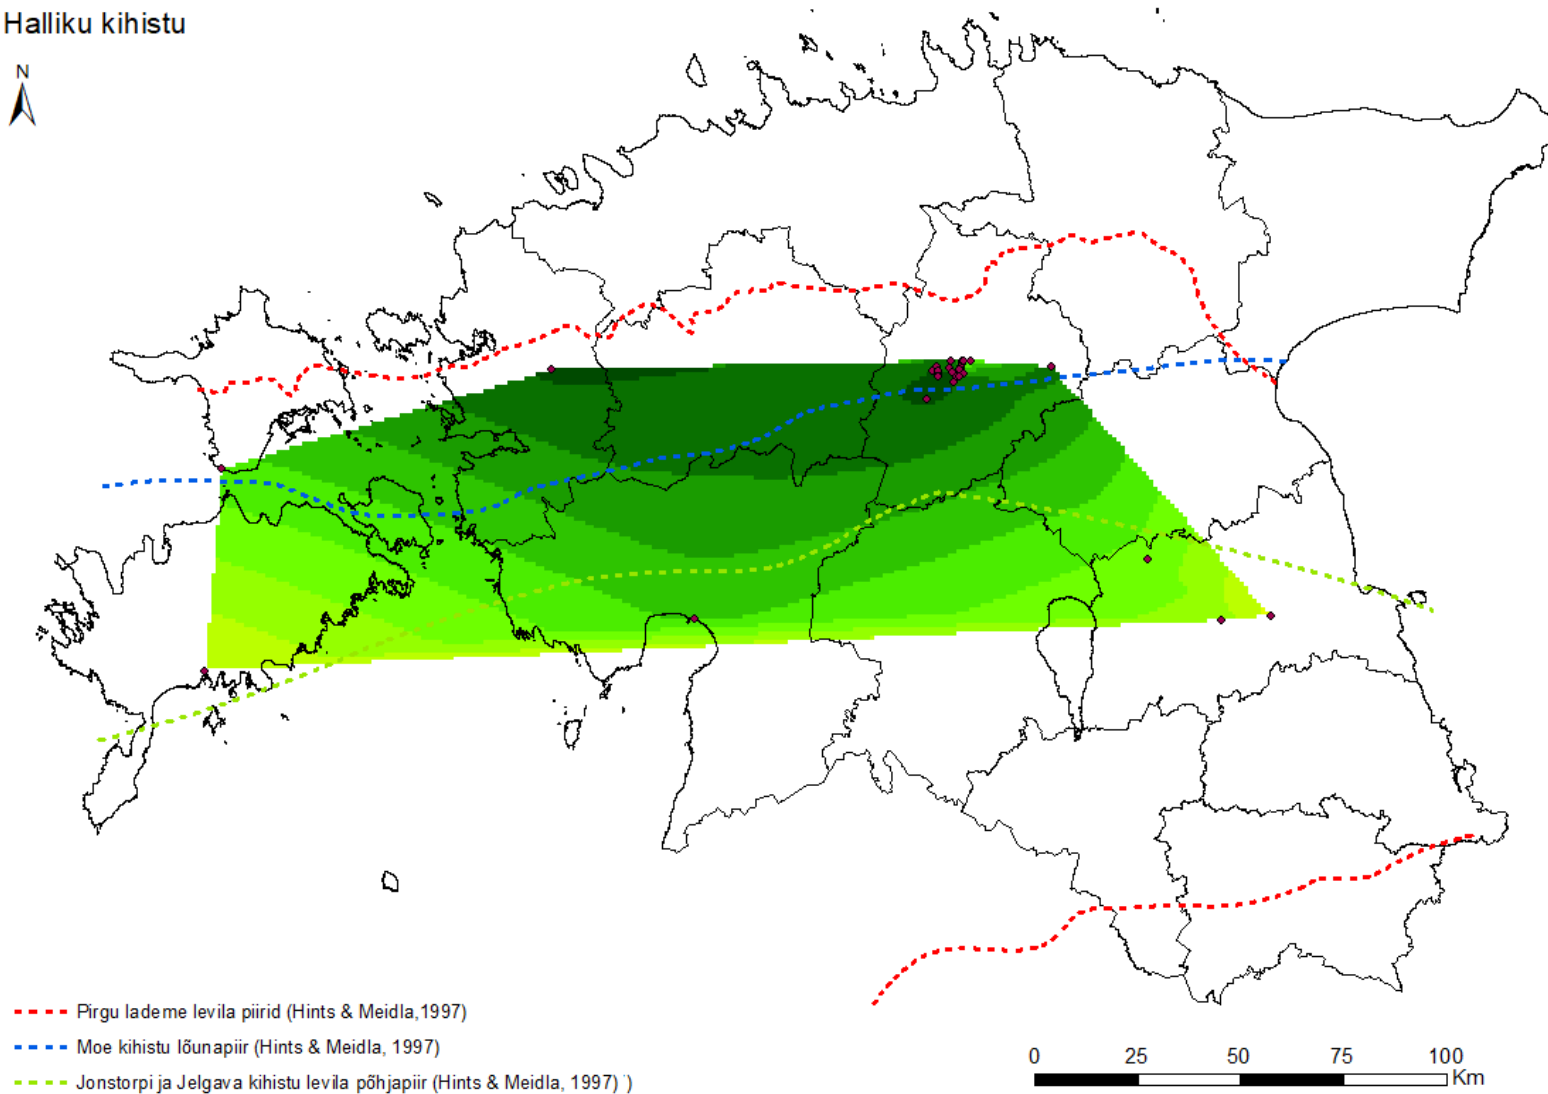 Halliku kihistu
N
Pirgu lademe levila piirid (Hints & Meidla,1997)
Moe kihistu lõunapiir (Hints & Meidla, 1997)
Jonstorpi ja Jelgava kihistu levila põhjapiir (Hints & Meidla, 1997) )
0 25 50 75 100
Km